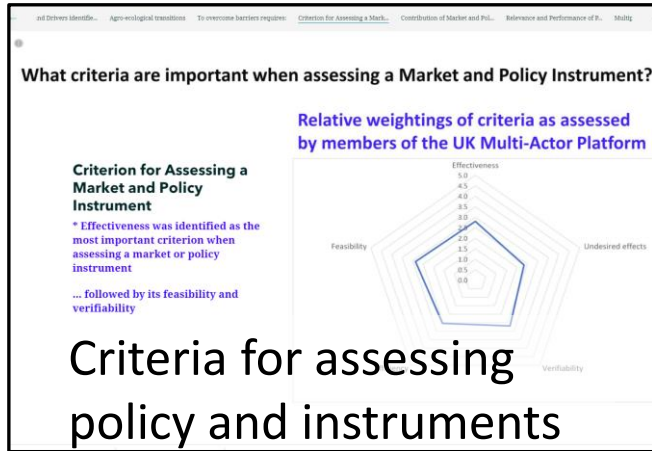 nd Drivers identifie...
Agro-ecological transitions
To overcome barriers requires:
Criterion for Assessing a Mark...
Contribution of Market and Pol...
Relevance and Performance of P...
Multip
What criteria are important when assessing a Market and Policy Instrument?
Relative weightings of criteria as assessed
by members of the UK Multi-Actor Platform
Criterion for Assessing a
Market and Policy
Instrument
* Effectiveness was identified as the
most important criterion when
assessing a market or policy
instrument
... followed by its feasibility and
verifiability
Effectiveness
5.0
4.5
4.0
3.5
3.0
2.5
2.0
1.5
1.0
0.5
0.0
Feasibility
Undesired effects
Verifiability
Criteria for assessing
policy and instruments